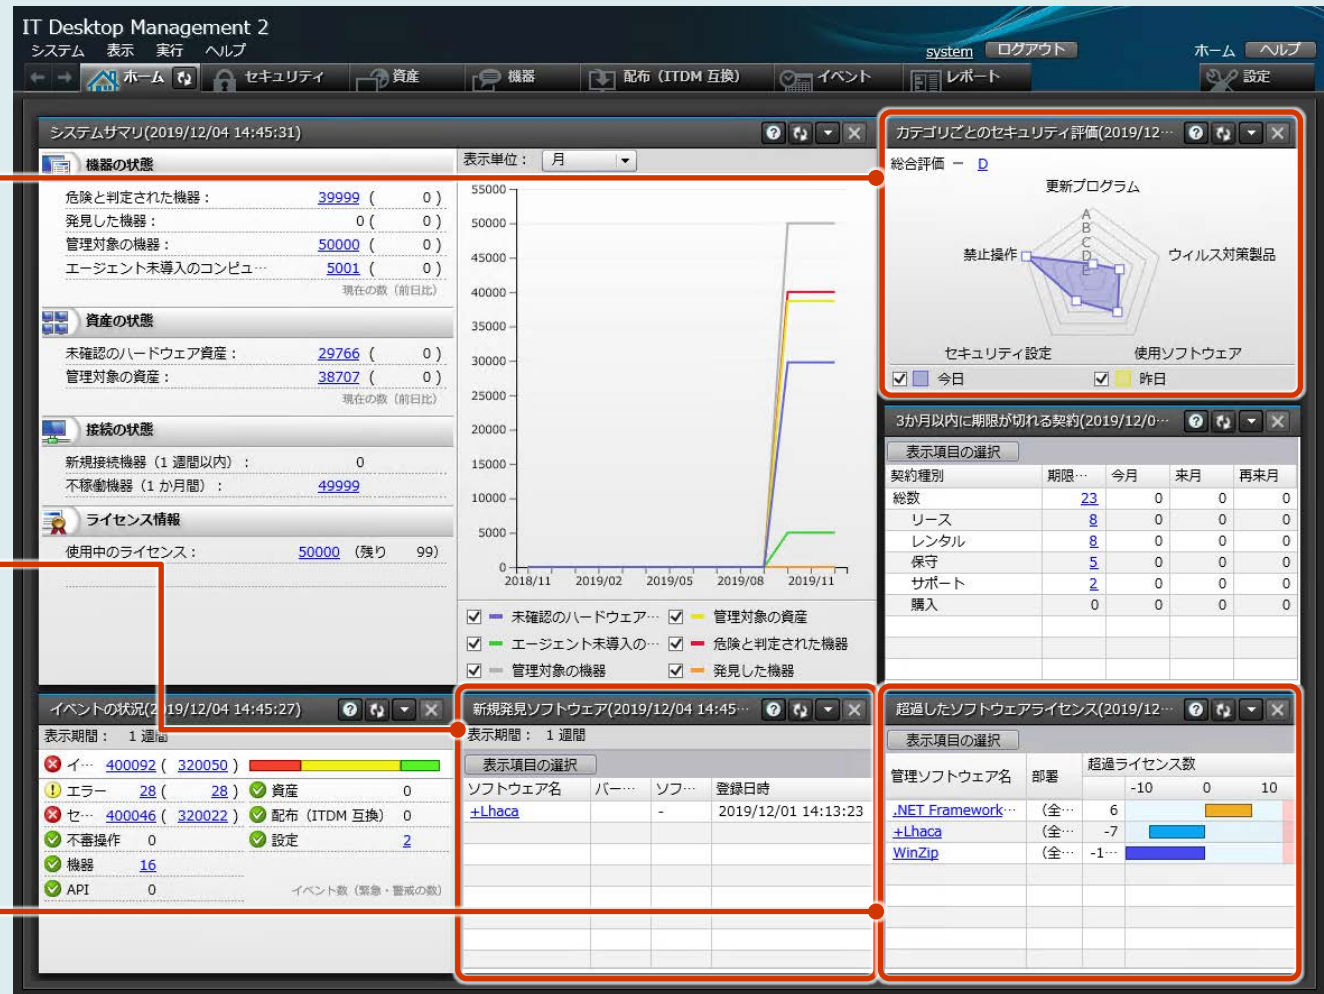 IT Desktop Management 2
システム 表示 実行 ヘルプ
system ログアウト ホーム ヘルプ
ホーム セキュリティ 資産 機器 配布（ITDM 互換） イベント レポート 設定
システムサマリ(2019/12/04 14:45:31)
機器の状態
危険と判定された機器： 39999 ( 0 )
発見した機器： 0 ( 0 )
管理対象の機器： 50000 ( 0 )
エージェント未導入のコンピュ… 5001 ( 0 )
現在の数（前日比）
資産の状態
未確認のハードウェア資産： 29766 ( 0 )
管理対象の資産： 38707 ( 0 )
現在の数（前日比）
接続の状態
新規接続機器（1 週間以内）： 0
不稼働機器（1 か月間）： 49999
ライセンス情報
使用中のライセンス： 50000 （残り 99）
表示単位： 月
55000
50000
45000
40000
35000
30000
25000
20000
15000
10000
5000
0
2018/11 2019/02 2019/05 2019/08 2019/11
未確認のハードウェア… 管理対象の資産
エージェント未導入の… 危険と判定された機器
管理対象の機器 発見した機器
カテゴリごとのセキュリティ評価(2019/12…
総合評価 － D
更新プログラム
A
B
C
D
E
禁止操作 ウィルス対策製品
セキュリティ設定 使用ソフトウェア
今日 昨日
3か月以内に期限が切れる契約(2019/12/0…
表示項目の選択
契約種別 期限… 今月 来月 再来月
総数 23 0 0 0
リース 8 0 0 0
レンタル 8 0 0 0
保守 5 0 0 0
サポート 2 0 0 0
購入 0 0 0 0
イベントの状況(2019/12/04 14:45:27)
表示期間： 1 週間
イ… 400092 ( 320050 )
エラー 28 ( 28 ) 資産 0
セ… 400046 ( 320022 ) 配布（ITDM 互換） 0
不審操作 0 設定 2
機器 16
API 0 イベント数（緊急・警戒の数）
新規発見ソフトウェア(2019/12/04 14:45…
表示期間： 1 週間
表示項目の選択
ソフトウェア名 バー… ソフ… 登録日時
+Lhaca - 2019/12/01 14:13:23
超過したソフトウェアライセンス(2019/12…
表示項目の選択
管理ソフトウェア名 部署 超過ライセンス数
-10 0 10
.NET Framework… （全… 6
+Lhaca （全… -7
WinZip （全… -1…